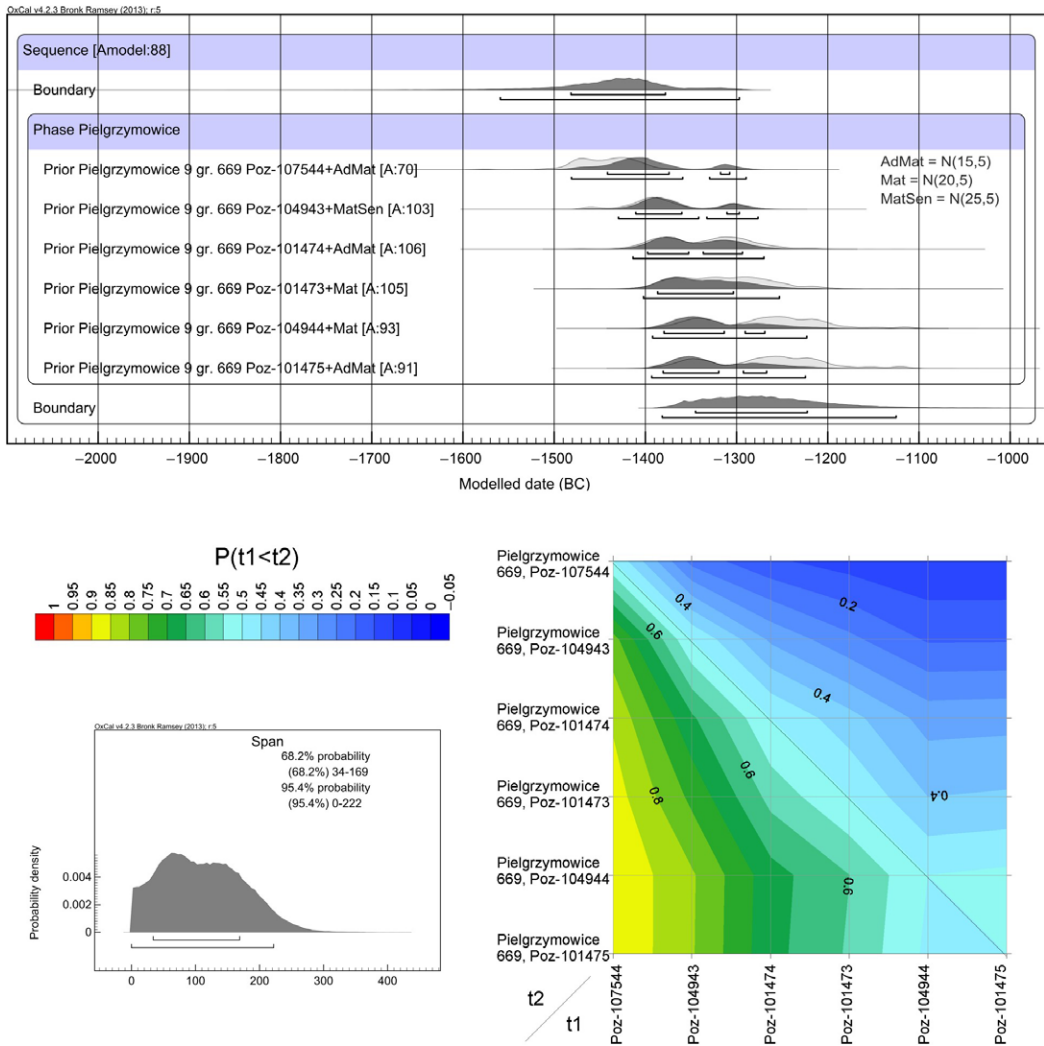 OxCal v4.2.3 Bronk Ramsey (2013); r:5
Sequence [Amodel:88]
Boundary
Phase Pielgrzymowice
Prior Pielgrzymowice 9 gr. 669 Poz-107544+AdMat [A:70]
Prior Pielgrzymowice 9 gr. 669 Poz-104943+MatSen [A:103]
Prior Pielgrzymowice 9 gr. 669 Poz-101474+AdMat [A:106]
Prior Pielgrzymowice 9 gr. 669 Poz-101473+Mat [A:105]
Prior Pielgrzymowice 9 gr. 669 Poz-104944+Mat [A:93]
Prior Pielgrzymowice 9 gr. 669 Poz-101475+AdMat [A:91]
Boundary
AdMat = N(15,5)
Mat = N(20,5)
MatSen = N(25,5)
−2000 −1900 −1800 −1700 −1600 −1500 −1400 −1300 −1200 −1100 −1000
Modelled date (BC)
P(t1<t2)
1 0.95 0.9 0.85 0.8 0.75 0.7 0.65 0.6 0.55 0.5 0.45 0.4 0.35 0.3 0.25 0.2 0.15 0.1 0.05 0 −0.05
OxCal v4.2.3 Bronk Ramsey (2013); r:5
Span
68.2% probability
(68.2%) 34-169
95.4% probability
(95.4%) 0-222
Probability density
0.004
0.002
0
0 200 400
Pielgrzymowice
669, Poz-107544
Pielgrzymowice
669, Poz-104943
Pielgrzymowice
669, Poz-101474
Pielgrzymowice
669, Poz-101473
Pielgrzymowice
669, Poz-104944
Pielgrzymowice
669, Poz-101475
0.4
0.2
0.6
0.4
0.6
0.8
0.4
0.6
t2
t1
Poz-107544
Poz-104943
Poz-101474
Poz-101473
Poz-104944
Poz-101475